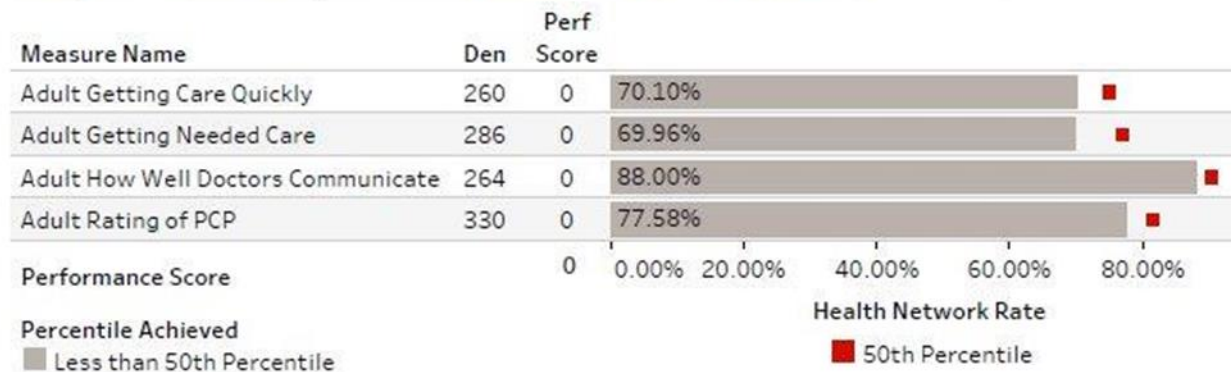 Perf
Measure Name Den Score
Adult Getting Care Quickly 260 0 70.10%
Adult Getting Needed Care 286 0 69.96%
Adult How Well Doctors Communicate 264 0 88.00%
Adult Rating of PCP 330 0 77.58%
Performance Score 0 0.00% 20.00% 40.00% 60.00% 80.00%
Health Network Rate
Percentile Achieved
Less than 50th Percentile 50th Percentile